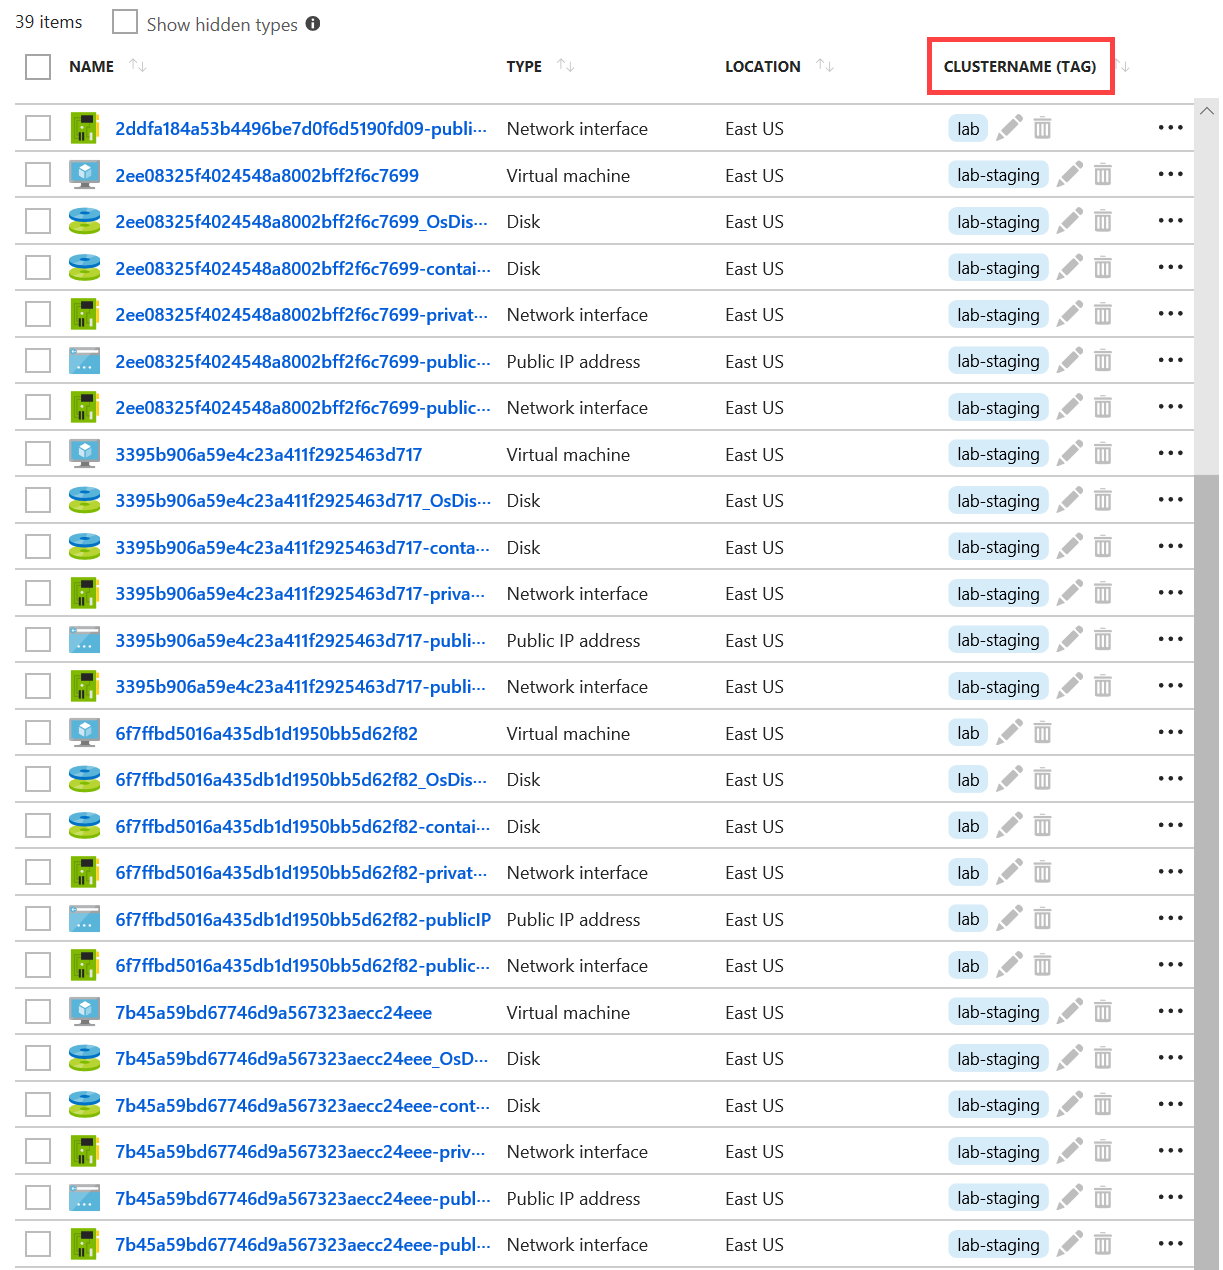 39 items Show hidden types
NAME TYPE LOCATION CLUSTERNAME (TAG)
2ddfa184a53b4496be7d0f6d5190fd09-publi··· Network interface East US lab
2ee08325f4024548a8002bff2f6c7699 Virtual machine East US lab-staging
2ee08325f4024548a8002bff2f6c7699_OsDis··· Disk East US lab-staging
2ee08325f4024548a8002bff2f6c7699-contai··· Disk East US lab-staging
2ee08325f4024548a8002bff2f6c7699-privat··· Network interface East US lab-staging
2ee08325f4024548a8002bff2f6c7699-public··· Public IP address East US lab-staging
2ee08325f4024548a8002bff2f6c7699-public··· Network interface East US lab-staging
3395b906a59e4c23a411f2925463d717 Virtual machine East US lab-staging
3395b906a59e4c23a411f2925463d717_OsDis··· Disk East US lab-staging
3395b906a59e4c23a411f2925463d717-conta··· Disk East US lab-staging
3395b906a59e4c23a411f2925463d717-priva··· Network interface East US lab-staging
3395b906a59e4c23a411f2925463d717-publi··· Public IP address East US lab-staging
3395b906a59e4c23a411f2925463d717-publi··· Network interface East US lab-staging
6f7ffbd5016a435db1d1950bb5d62f82 Virtual machine East US lab
6f7ffbd5016a435db1d1950bb5d62f82_OsDis··· Disk East US lab
6f7ffbd5016a435db1d1950bb5d62f82-contai··· Disk East US lab
6f7ffbd5016a435db1d1950bb5d62f82-privat··· Network interface East US lab
6f7ffbd5016a435db1d1950bb5d62f82-publicIP Public IP address East US lab
6f7ffbd5016a435db1d1950bb5d62f82-public··· Network interface East US lab
7b45a59bd67746d9a567323aecc24eee Virtual machine East US lab-staging
7b45a59bd67746d9a567323aecc24eee_OsD··· Disk East US lab-staging
7b45a59bd67746d9a567323aecc24eee-cont··· Disk East US lab-staging
7b45a59bd67746d9a567323aecc24eee-priv··· Network interface East US lab-staging
7b45a59bd67746d9a567323aecc24eee-publ··· Public IP address East US lab-staging
7b45a59bd67746d9a567323aecc24eee-publ··· Network interface East US lab-staging